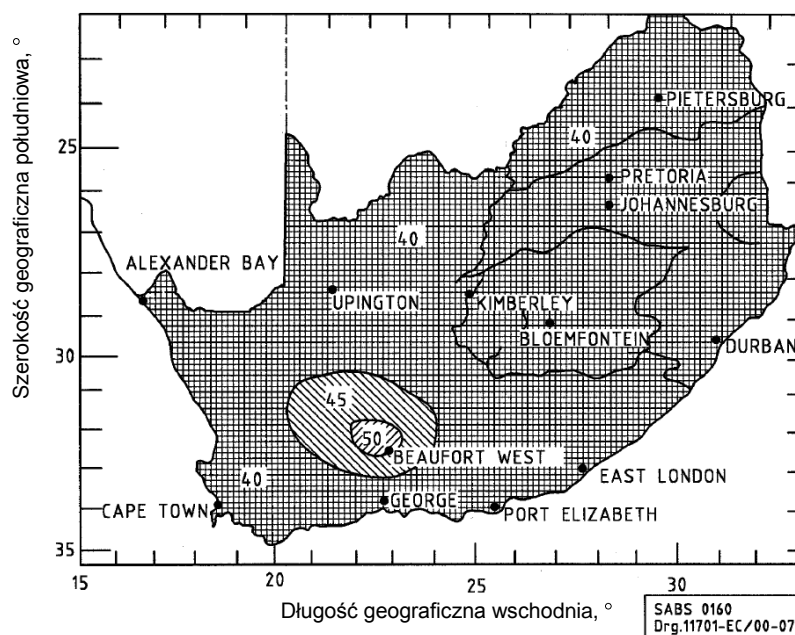 Szerokość geograficzna południowa, °
25
30
35
40
PIETERSBURG
PRETORIA
JOHANNESBURG
40
ALEXANDER BAY
UPINGTON
KIMBERLEY
BLOEMFONTEIN
DURBAN
45
50
BEAUFORT WEST
40
EAST LONDON
CAPE TOWN
GEORGE
PORT ELIZABETH
15
20
25
30
Długość geograficzna wschodnia, °
SABS 0160
Drg.11701-EC/00-07